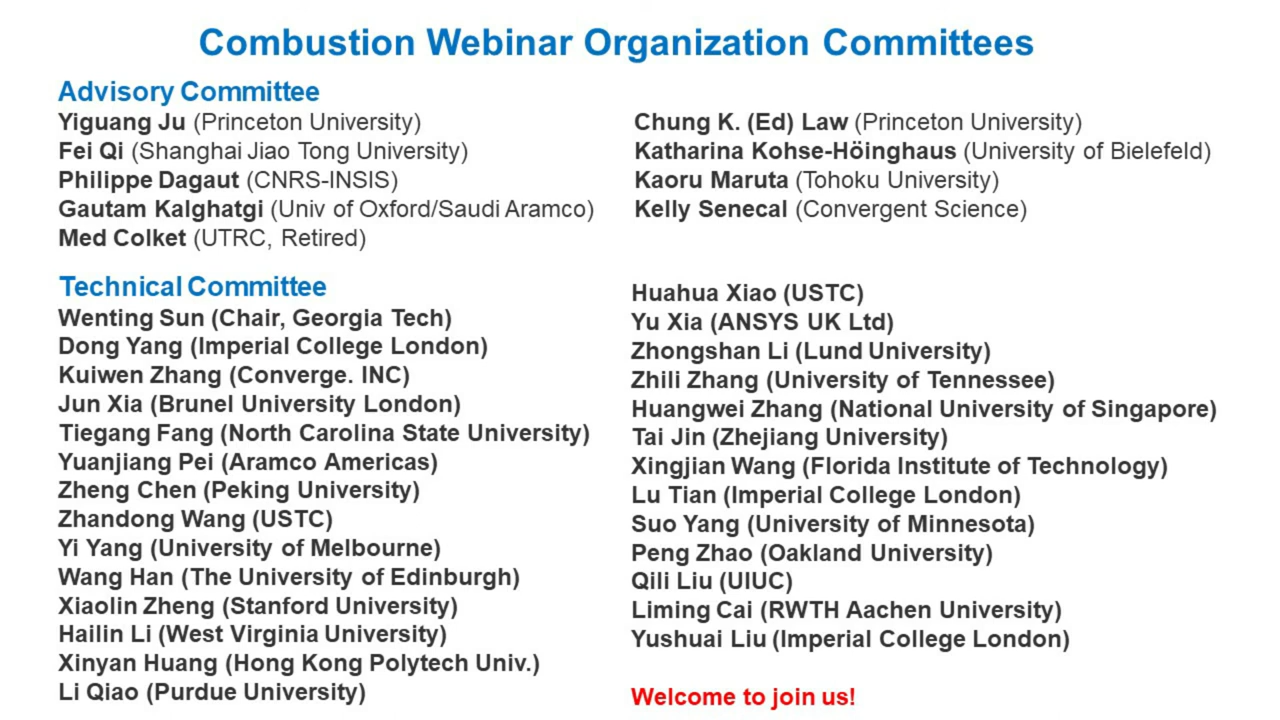 Combustion Webinar Organization Committees
Advisory Committee
Yiguang Ju (Princeton University)
Fei Qi (Shanghai Jiao Tong University)
Philippe Dagaut (CNRS-INSIS)
Gautam Kalghatgi (Univ of Oxford/Saudi Aramco)
Med Colket (UTRC, Retired)
Chung K. (Ed) Law (Princeton University)
Katharina Kohse-Höinghaus (University of Bielefeld)
Kaoru Maruta (Tohoku University)
Kelly Senecal (Convergent Science)
Technical Committee
Wenting Sun (Chair, Georgia Tech)
Dong Yang (Imperial College London)
Kuiwen Zhang (Converge. INC)
Jun Xia (Brunel University London)
Tiegang Fang (North Carolina State University)
Yuanjiang Pei (Aramco Americas)
Zheng Chen (Peking University)
Zhandong Wang (USTC)
Yi Yang (University of Melbourne)
Wang Han (The University of Edinburgh)
Xiaolin Zheng (Stanford University)
Hailin Li (West Virginia University)
Xinyan Huang (Hong Kong Polytech Univ.)
Li Qiao (Purdue University)
Huahua Xiao (USTC)
Yu Xia (ANSYS UK Ltd)
Zhongshan Li (Lund University)
Zhili Zhang (University of Tennessee)
Huangwei Zhang (National University of Singapore)
Tai Jin (Zhejiang University)
Xingjian Wang (Florida Institute of Technology)
Lu Tian (Imperial College London)
Suo Yang (University of Minnesota)
Peng Zhao (Oakland University)
Qili Liu (UIUC)
Liming Cai (RWTH Aachen University)
Yushuai Liu (Imperial College London)
Welcome to join us!